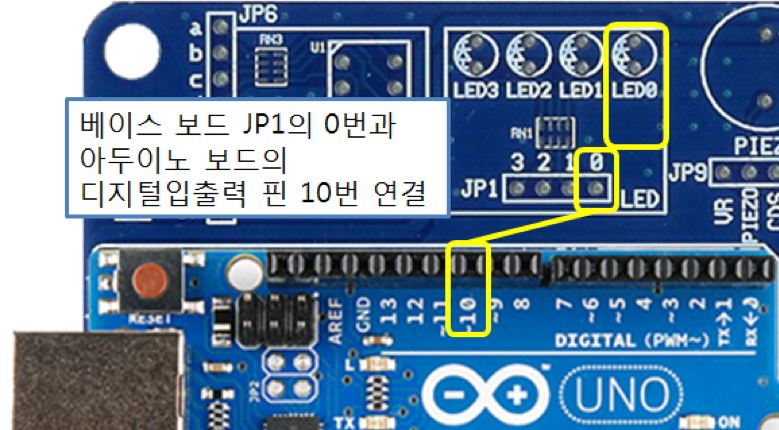 JP6
a
b
c
RN3
U1
LED3 LED2 LED1 LED0
베이스 보드 JP1의 0번과
아두이노 보드의
디지털입출력 핀 10번 연결
RN1
3 2 1 0
JP1
LED
JP9
VR
PIEZO
CDS
RESET
AREF
GND
13
12
~11
~10
~9
8
7
~6
~5
4
~3
2
TX→1
RX←0
DIGITAL (PWM~)
JP2
L
TX
UNO
ON